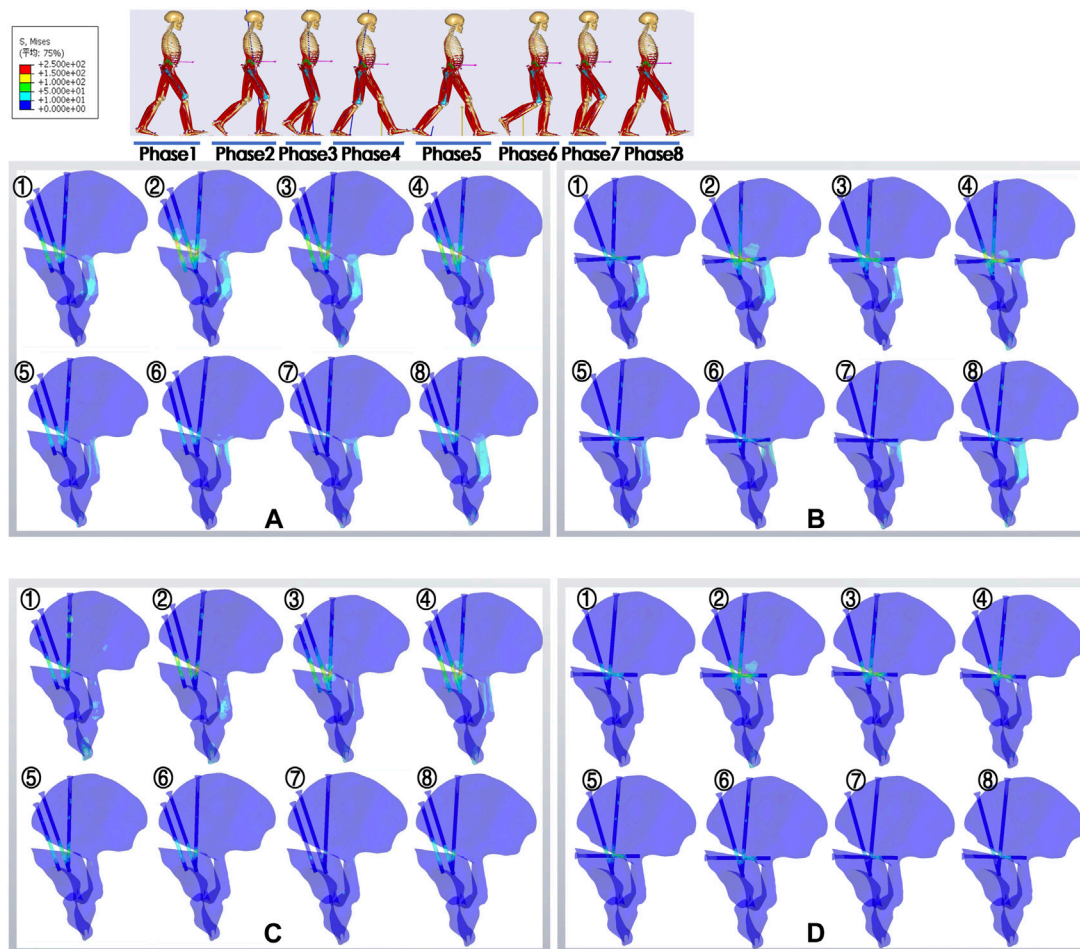 S, Mises
(平均: 75%)
+2.500e+02
+1.500e+02
+1.000e+02
+5.000e+01
+1.000e+01
+0.000e+00
Phase1 Phase2 Phase3 Phase4 Phase5 Phase6 Phase7 Phase8
① ② ③ ④
⑤ ⑥ ⑦ ⑧
A
① ② ③ ④
⑤ ⑥ ⑦ ⑧
B
① ② ③ ④
⑤ ⑥ ⑦ ⑧
C
① ② ③ ④
⑤ ⑥ ⑦ ⑧
D